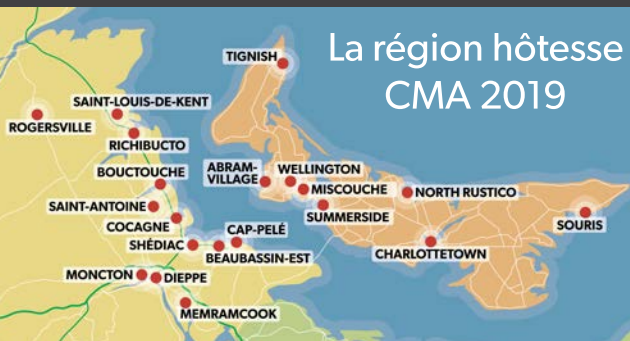 La région hôtesse
CMA 2019
TIGNISH
SAINT-LOUIS-DE-KENT
ROGERSVILLE
RICHIBUCTO
BOUCTOUCHE
ABRAM-
VILLAGE
WELLINGTON
MISCOUCHE
NORTH RUSTICO
SAINT-ANTOINE
SUMMERSIDE
COCAGNE
SOURIS
CAP-PELÉ
SHÉDIAC
BEAUBASSIN-EST
CHARLOTTETOWN
MONCTON
DIEPPE
MEMRAMCOOK